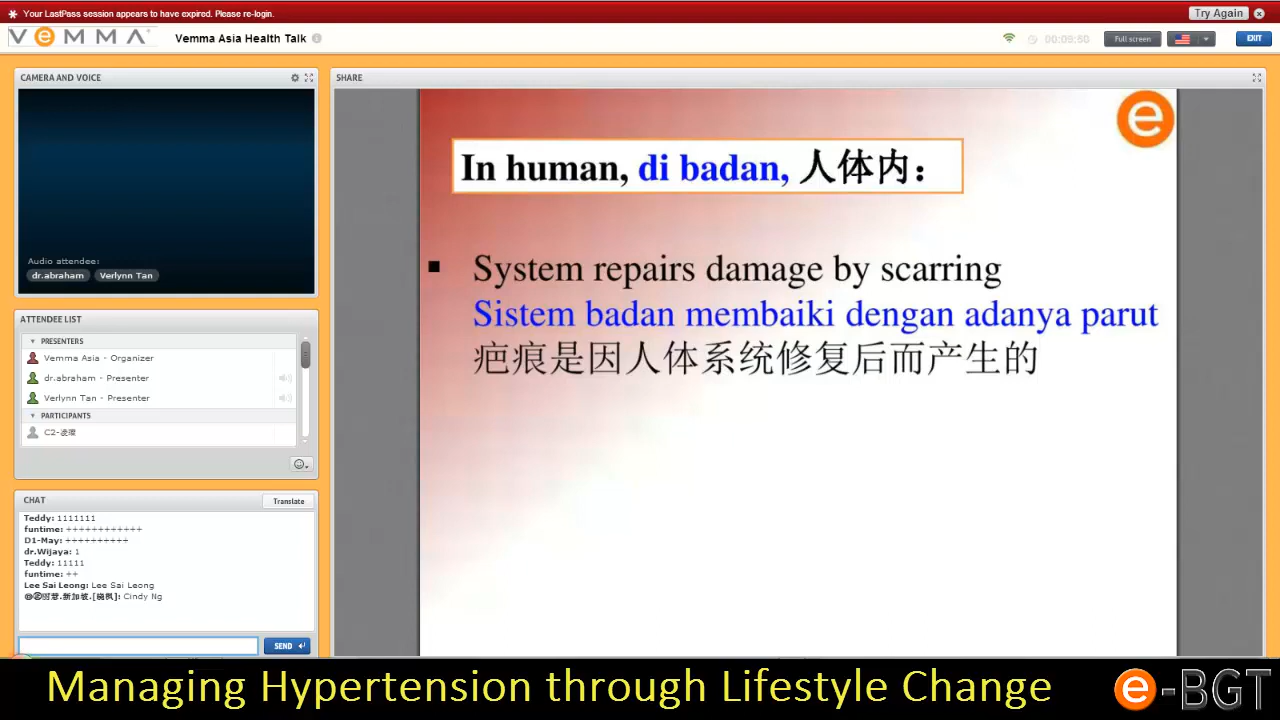 Your LastPass session appears to have expired. Please re-login.
Try Again
VEMMA
Vemma Asia Health Talk
00:09:50
Full screen
EXIT
CAMERA AND VOICE
Audio attendee:
dr.abraham
Verlynn Tan
ATTENDEE LIST
PRESENTERS
Vemma Asia - Organizer
dr.abraham - Presenter
Verlynn Tan - Presenter
PARTICIPANTS
CHAT
Translate
Teddy: 1111111
funtime: ++++++++++++
D1-May: ++++++++++
dr.Wijaya: 1
Teddy: 11111
funtime: ++
Lee Sai Leong: Lee Sai Leong
Cindy Ng
SEND
SHARE
e
In human, di badan, 人体内：
System repairs damage by scarring
Sistem badan membaiki dengan adanya parut
疤痕是因人体系统修复后而产生的
Managing Hypertension through Lifestyle Change
e-BGT